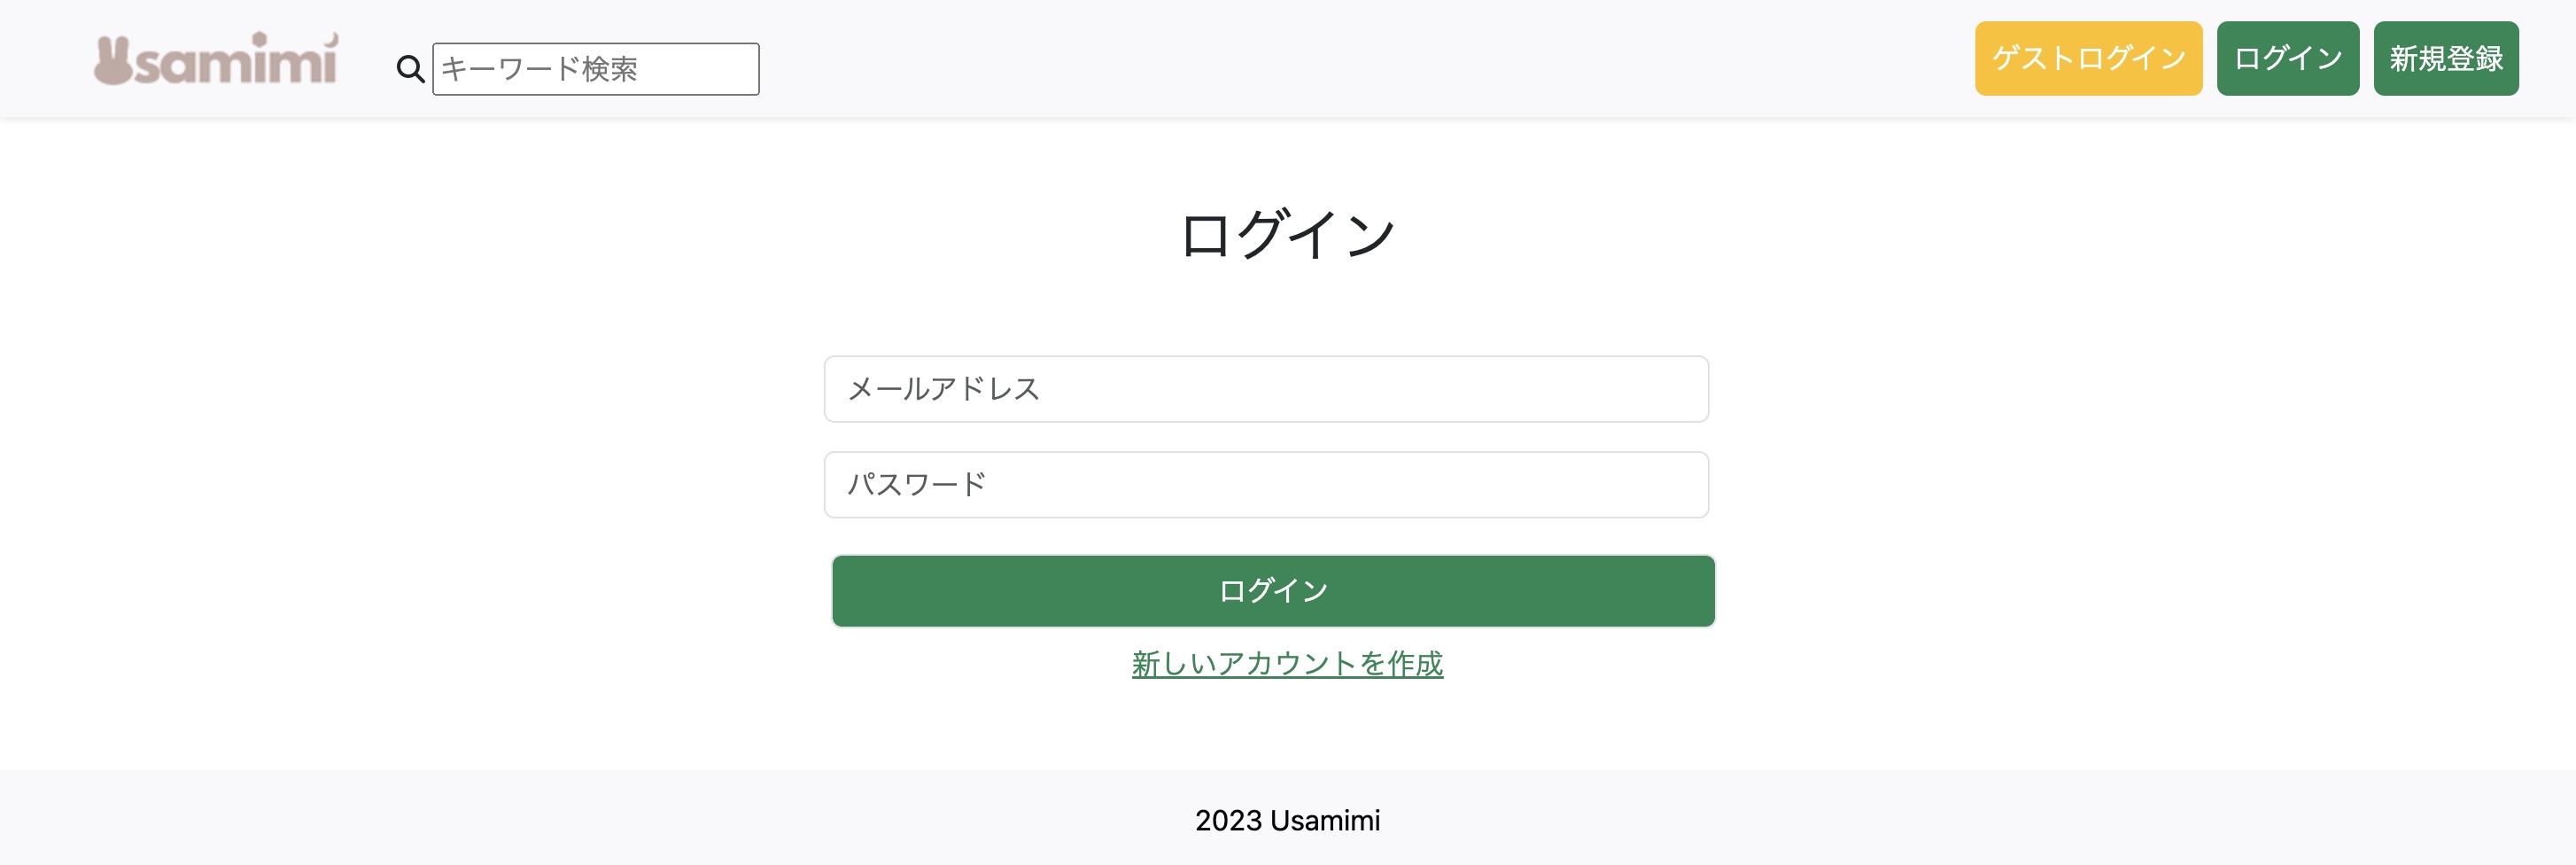 Usamimi
キーワード検索
ゲストログイン
ログイン
新規登録
ログイン
メールアドレス
パスワード
ログイン
新しいアカウントを作成
2023 Usamimi